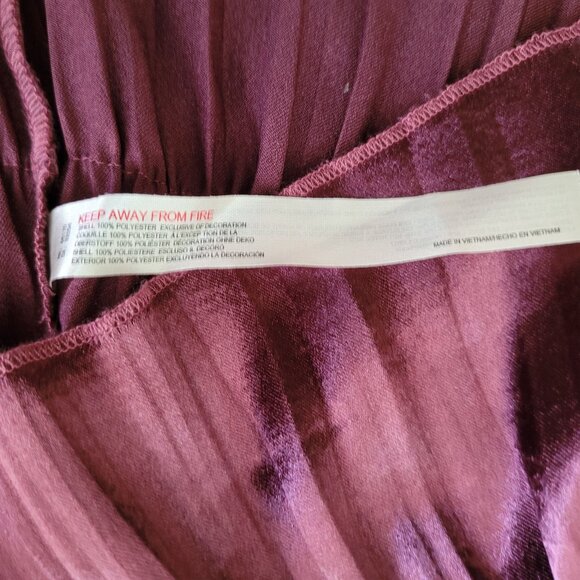 KEEP AWAY FROM FIRE
SHELL 100% POLYESTER EXCLUSIVE OF DECORATION
COQUILLE 100% POLYESTER À L'EXCEPTION DE LA
OBERSTOFF 100% POLIÉSTER DECORATION OHNE DEKO
SHELL 100% POLIESTERE ESCLUSO & DECORO
EXTERIOR 100% POLYESTER EXCLUYENDO LA DECORACIÓN
MADE IN VIETNAM/HECHO EN VIETNAM